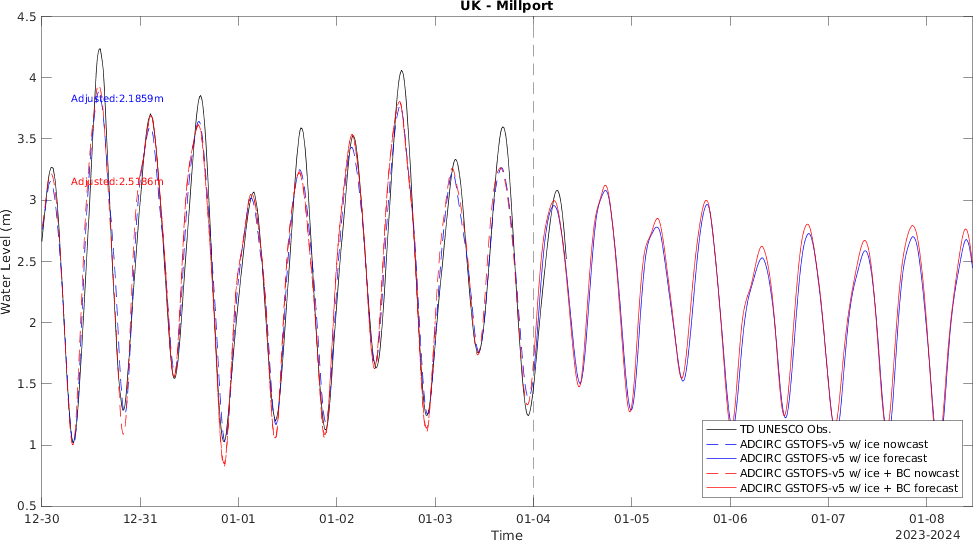 UK - Millport
4.5
4
3.5
3
2.5
2
1.5
1
0.5
Water Level (m)
Adjusted:2.1859m
Adjusted:2.5186m
TD UNESCO Obs.
ADCIRC GSTOFS-v5 w/ ice nowcast
ADCIRC GSTOFS-v5 w/ ice forecast
ADCIRC GSTOFS-v5 w/ ice + BC nowcast
ADCIRC GSTOFS-v5 w/ ice + BC forecast
12-30 12-31 01-01 01-02 01-03 01-04 01-05 01-06 01-07 01-08
Time
2023-2024